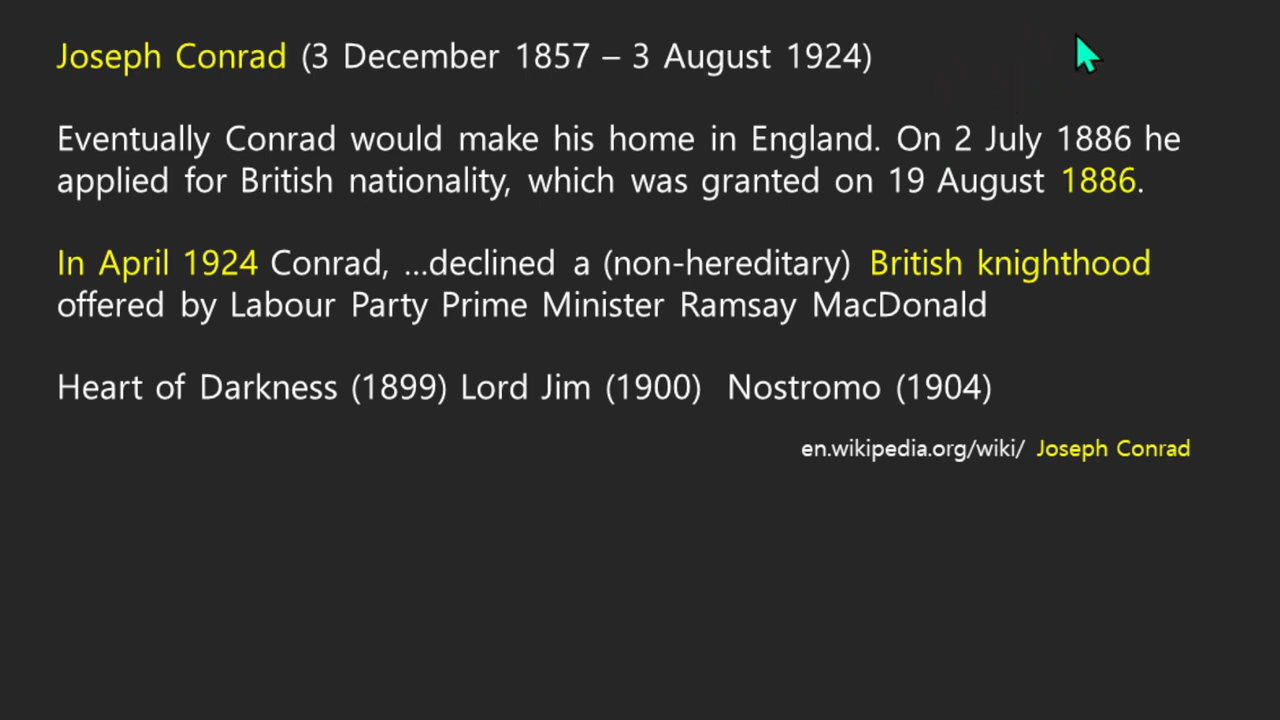 Joseph Conrad (3 December 1857 – 3 August 1924)
Eventually Conrad would make his home in England. On 2 July 1886 he
applied for British nationality, which was granted on 19 August 1886.
In April 1924 Conrad, ...declined a (non-hereditary) British knighthood
offered by Labour Party Prime Minister Ramsay MacDonald
Heart of Darkness (1899) Lord Jim (1900) Nostromo (1904)
en.wikipedia.org/wiki/ Joseph Conrad